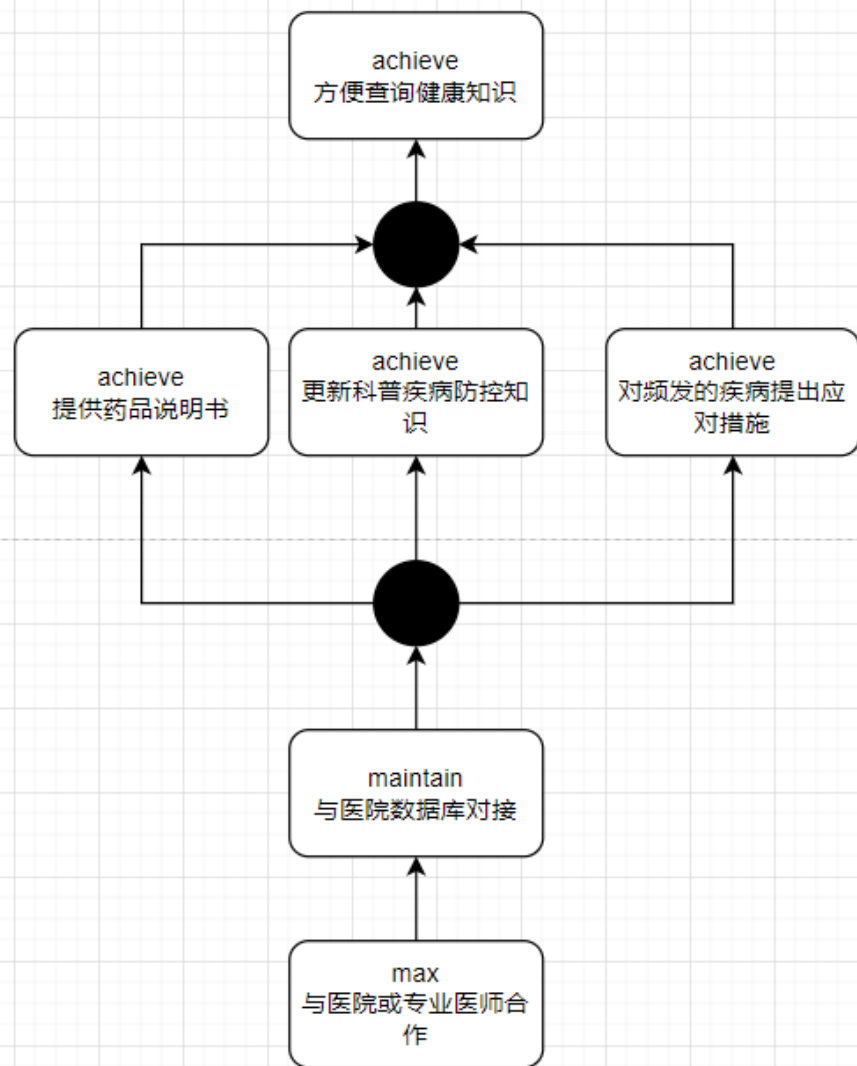 achieve
方便查询健康知识
achieve
提供药品说明书
achieve
更新科普疾病防控知
识
achieve
对频发的疾病提出应
对措施
maintain
与医院数据库对接
max
与医院或专业医师合
作